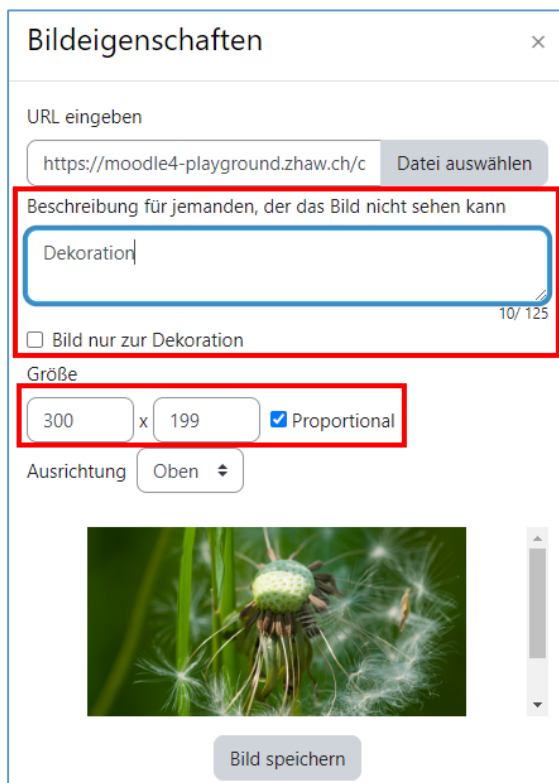 Bildeigenschaften ×
URL eingeben
https://moodle4-playground.zhaw.ch/c Datei auswählen
Beschreibung für jemanden, der das Bild nicht sehen kann
Dekoration
10/ 125
Bild nur zur Dekoration
Größe
300 x 199 Proportional
Ausrichtung Oben
Bild speichern